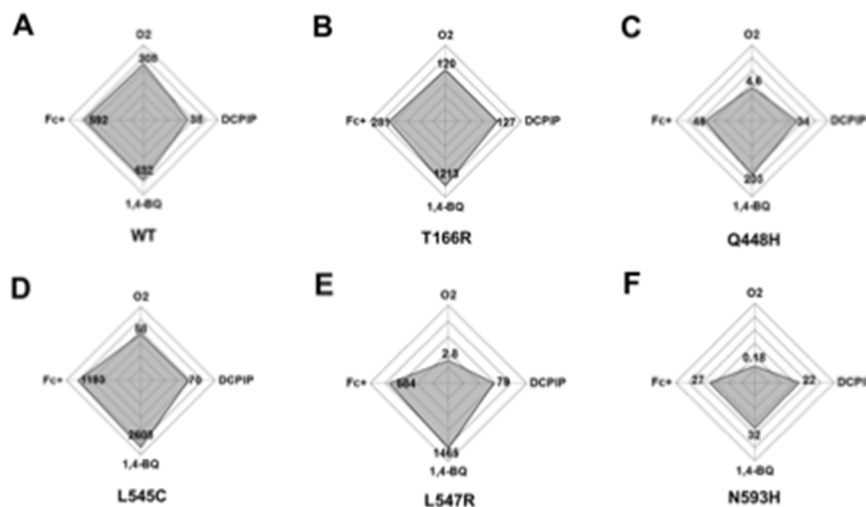 A
O2
308
Fc+
592
38
DCPIP
632
1,4-BQ
WT
B
O2
120
Fc+
281
127
DCPIP
1213
1,4-BQ
T166R
C
O2
4.6
Fc+
48
34
DCPIP
203
1,4-BQ
Q448H
D
O2
58
Fc+
1193
70
DCPIP
2608
1,4-BQ
L545C
E
O2
2.8
Fc+
684
79
DCPIP
1465
1,4-BQ
L547R
F
O2
0.18
Fc+
27
22
DCPI
32
1,4-BQ
N593H